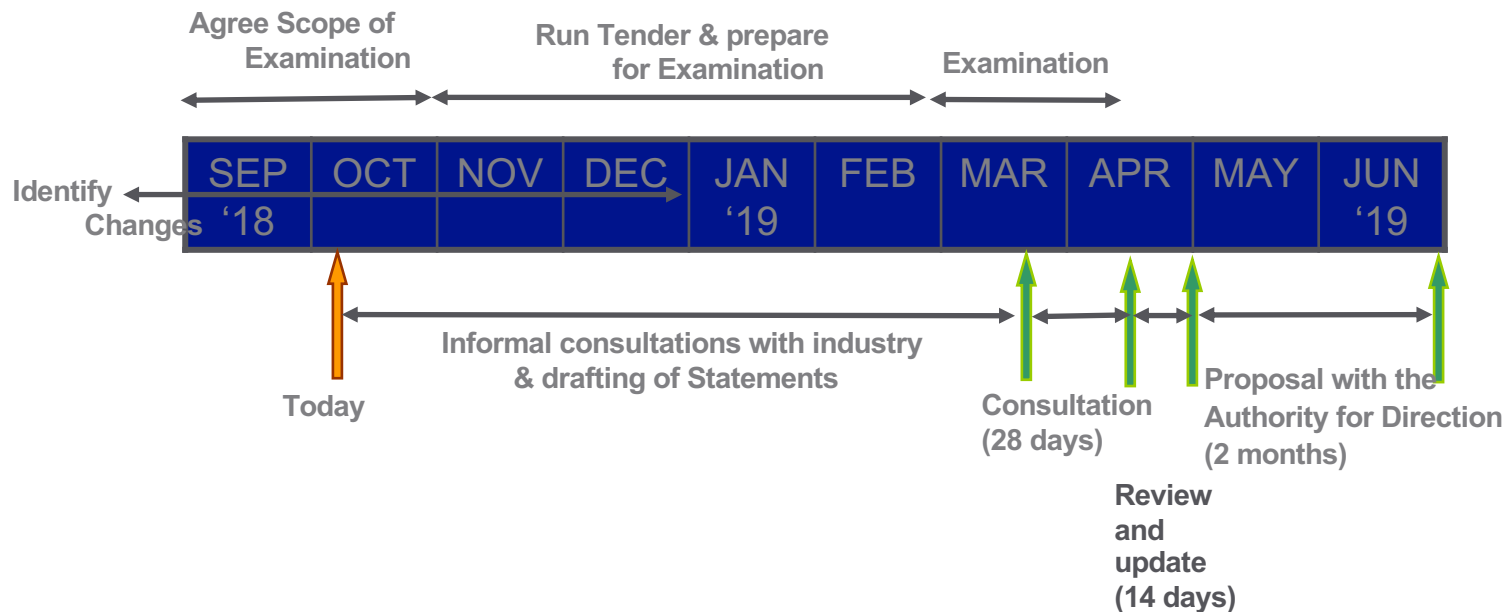 Agree Scope of
Examination
Run Tender & prepare
for Examination
Examination
Identify
Changes
SEP
‘18
OCT
NOV
DEC
JAN
‘19
FEB
MAR
APR
MAY
JUN
‘19
Today
Informal consultations with industry
& drafting of Statements
Consultation
(28 days)
Review
and
update
(14 days)
Proposal with the
Authority for Direction
(2 months)